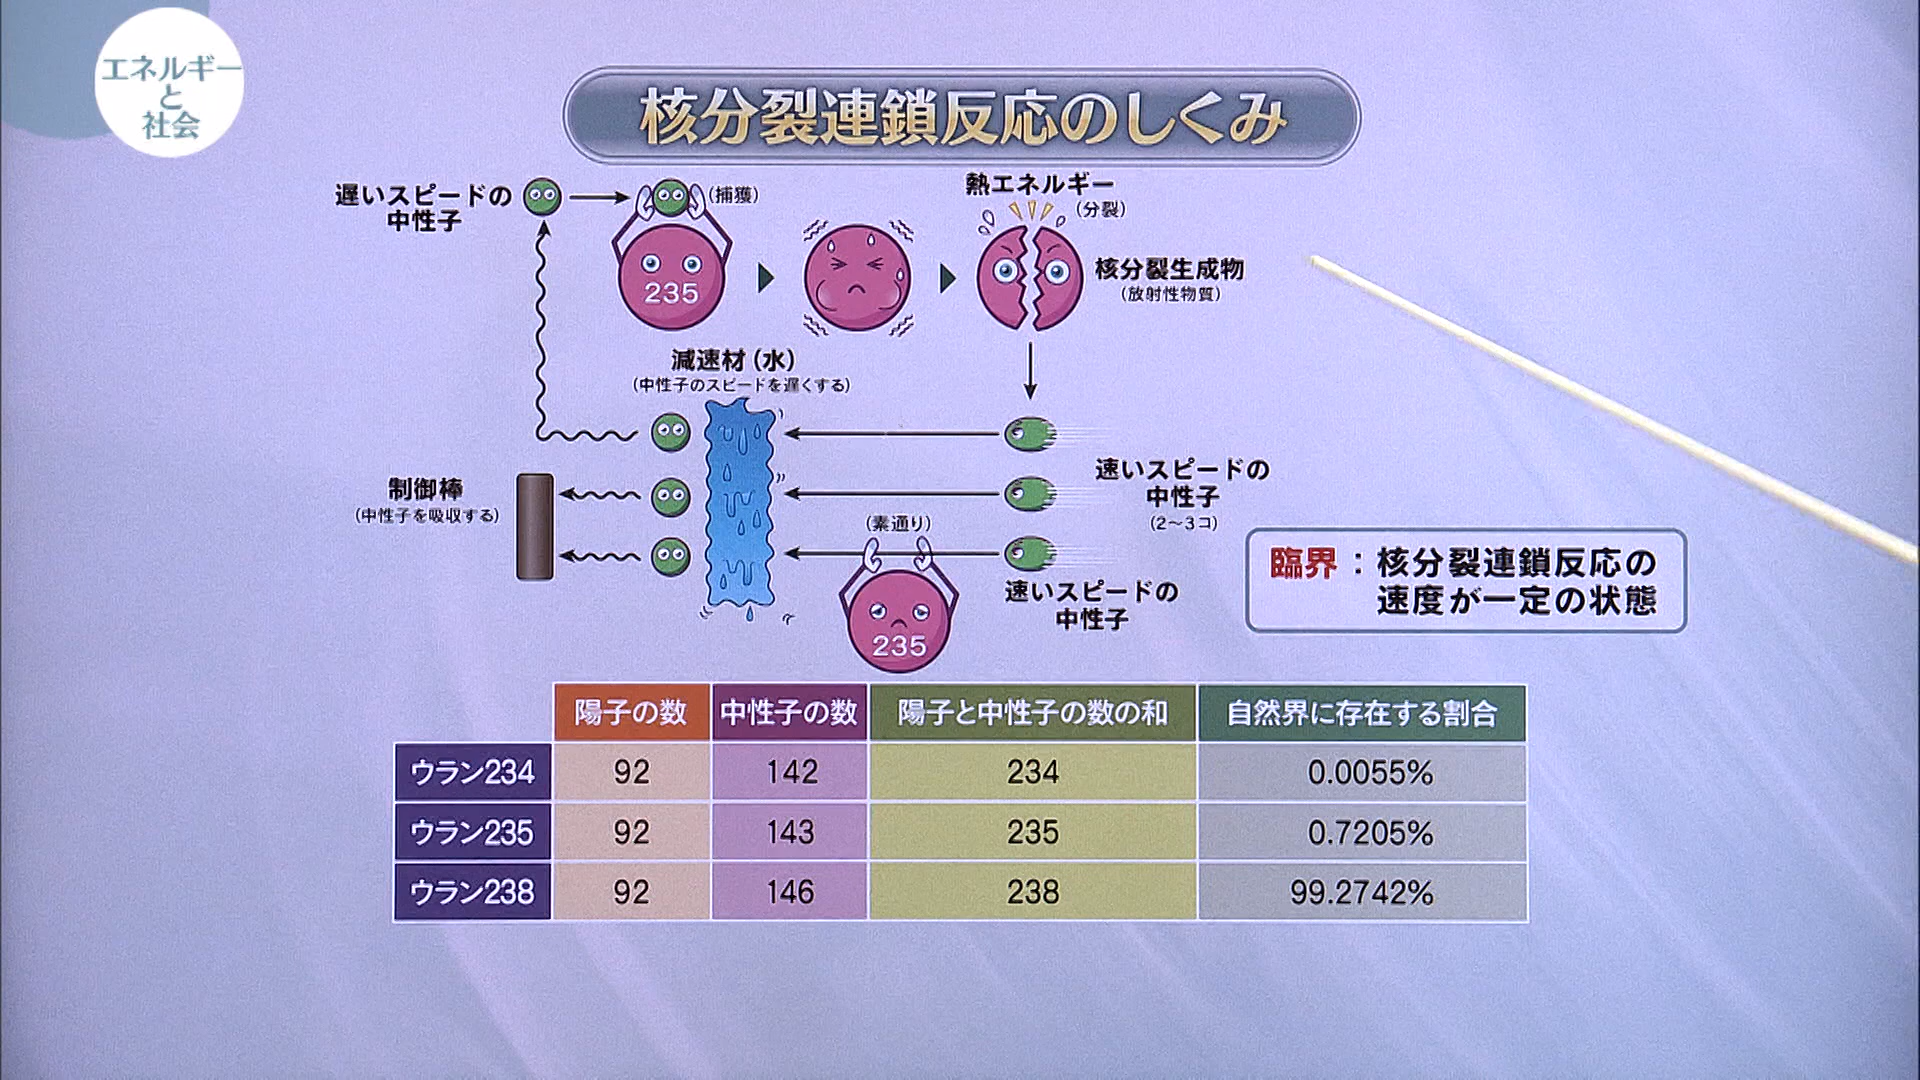 エネルギー
と
社会
核分裂連鎖反応のしくみ
遅いスピードの
中性子
(捕獲)
235
熱エネルギー
(分裂)
核分裂生成物
(放射性物質)
減速材(水)
(中性子のスピードを遅くする)
制御棒
(中性子を吸収する)
速いスピードの
中性子
(2〜3コ)
(素通り)
235
速いスピードの
中性子
臨界:核分裂連鎖反応の
速度が一定の状態
陽子の数 中性子の数 陽子と中性子の数の和 自然界に存在する割合
ウラン234 92 142 234 0.0055%
ウラン235 92 143 235 0.7205%
ウラン238 92 146 238 99.2742%